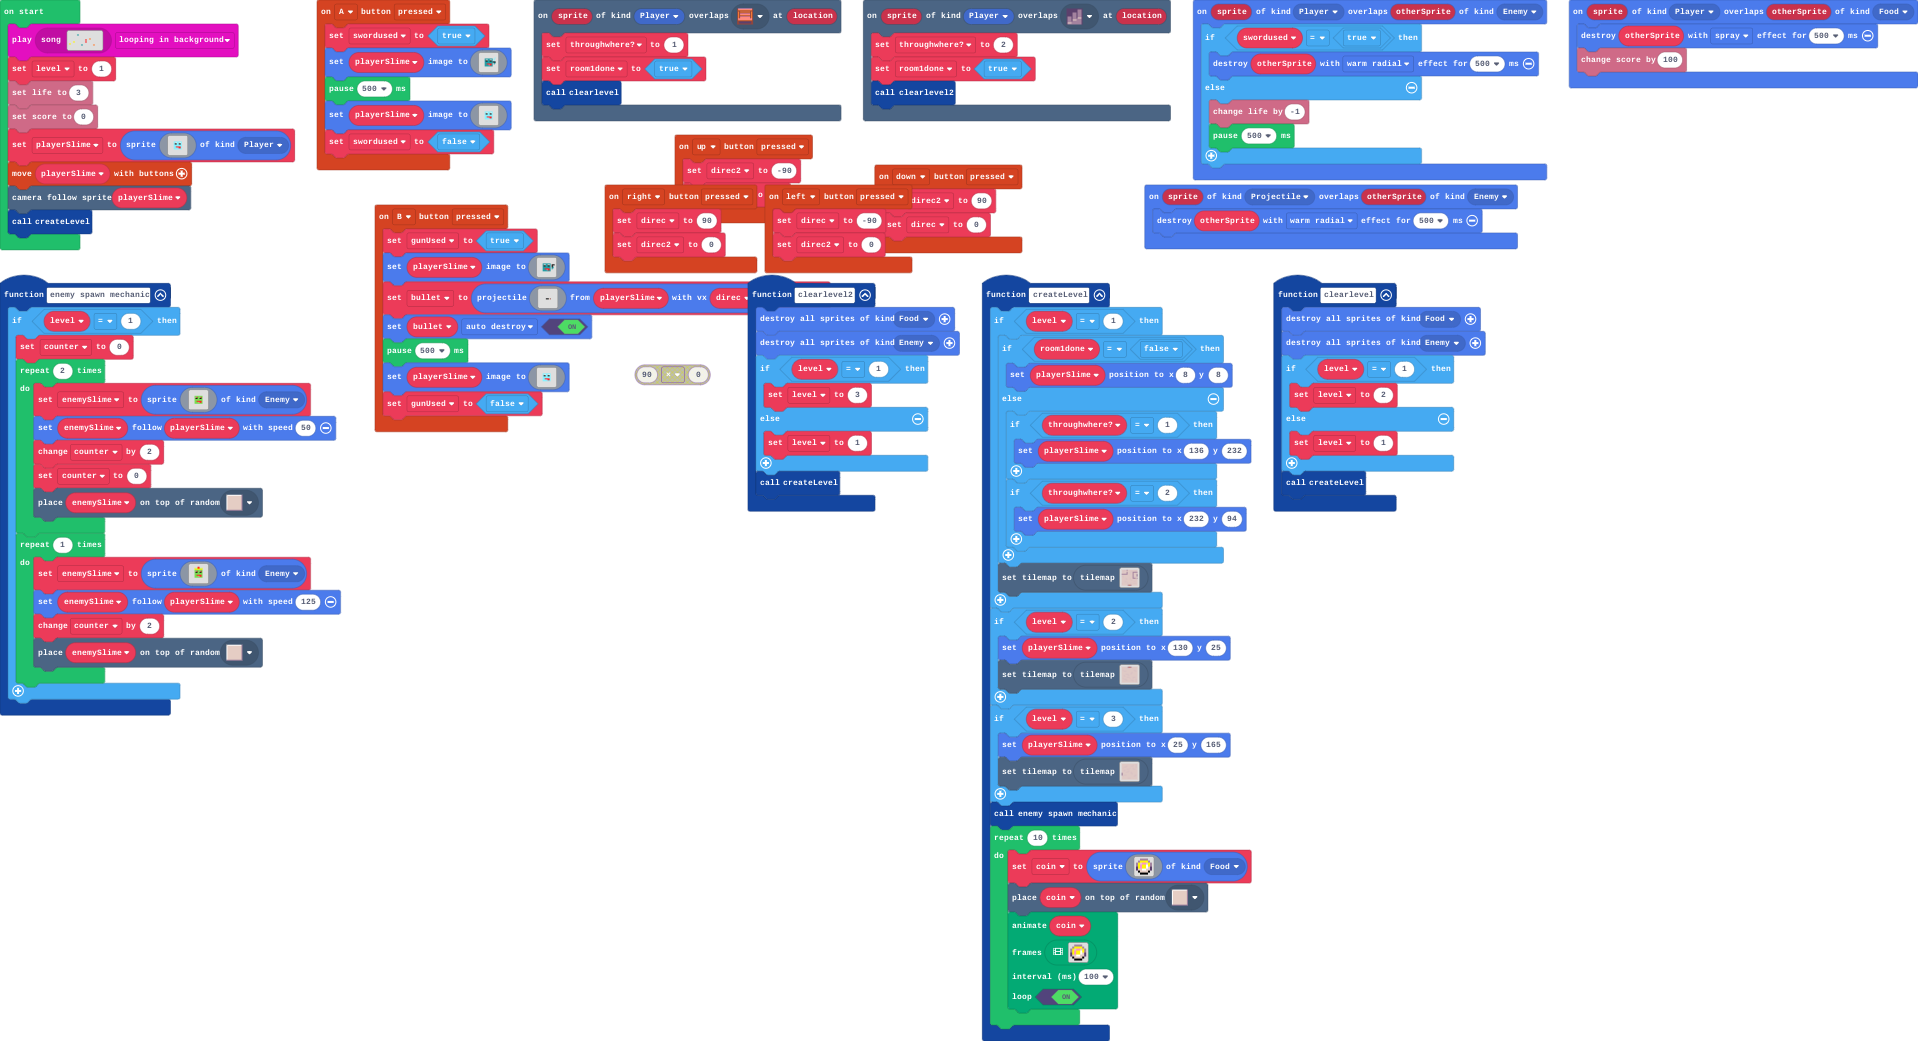 on start
play song looping in background
set level to 1
set life to 3
set score to 0
set playerSlime to sprite of kind Player
move playerSlime with buttons
camera follow sprite playerSlime
call createLevel
on A button pressed
set swordused to true
set playerSlime image to
pause 500 ms
set playerSlime image to
set swordused to false
on sprite of kind Player overlaps at location
set throughwhere? to 1
set room1done to true
call clearlevel
on sprite of kind Player overlaps at location
set throughwhere? to 2
set room1done to true
call clearlevel2
on sprite of kind Player overlaps otherSprite of kind Enemy
if swordused = true then
destroy otherSprite with warm radial effect for 500 ms
else
change life by -1
pause 500 ms
on sprite of kind Player overlaps otherSprite of kind Food
destroy otherSprite with spray effect for 500 ms
change score by 100
on up button pressed
set direc2 to -90
on right button pressed
set direc to 90
set direc2 to 0
on left button pressed
set direc to -90
set direc2 to 0
on down button pressed
direc2 to 90
set direc to 0
on sprite of kind Projectile overlaps otherSprite of kind Enemy
destroy otherSprite with warm radial effect for 500 ms
on B button pressed
set gunUsed to true
set playerSlime image to
set bullet to projectile from playerSlime with vx direc
set bullet auto destroy ON
pause 500 ms
set playerSlime image to
set gunUsed to false
90 × 0
function enemy spawn mechanic
if level = 1 then
set counter to 0
repeat 2 times
do
set enemySlime to sprite of kind Enemy
set enemySlime follow playerSlime with speed 50
change counter by 2
set counter to 0
place enemySlime on top of random
repeat 1 times
do
set enemySlime to sprite of kind Enemy
set enemySlime follow playerSlime with speed 125
change counter by 2
place enemySlime on top of random
function clearlevel2
destroy all sprites of kind Food
destroy all sprites of kind Enemy
if level = 1 then
set level to 3
else
set level to 1
call createLevel
function createLevel
if level = 1 then
if room1done = false then
set playerSlime position to x 8 y 8
else
if throughwhere? = 1 then
set playerSlime position to x 136 y 232
if throughwhere? = 2 then
set playerSlime position to x 232 y 94
set tilemap to tilemap
if level = 2 then
set playerSlime position to x 130 y 25
set tilemap to tilemap
if level = 3 then
set playerSlime position to x 25 y 165
set tilemap to tilemap
call enemy spawn mechanic
repeat 10 times
do
set coin to sprite of kind Food
place coin on top of random
animate coin
frames
interval (ms) 100
loop ON
function clearlevel
destroy all sprites of kind Food
destroy all sprites of kind Enemy
if level = 1 then
set level to 2
else
set level to 1
call createLevel